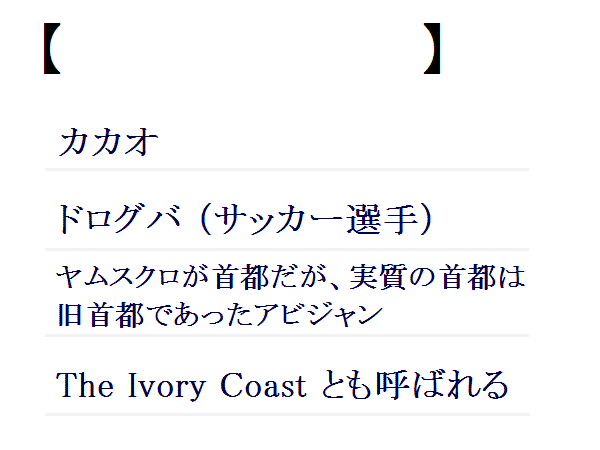 【 】
カカオ
ドログバ（サッカー選手）
ヤムスクロが首都だが、実質の首都は
旧首都であったアビジャン
The Ivory Coast とも呼ばれる